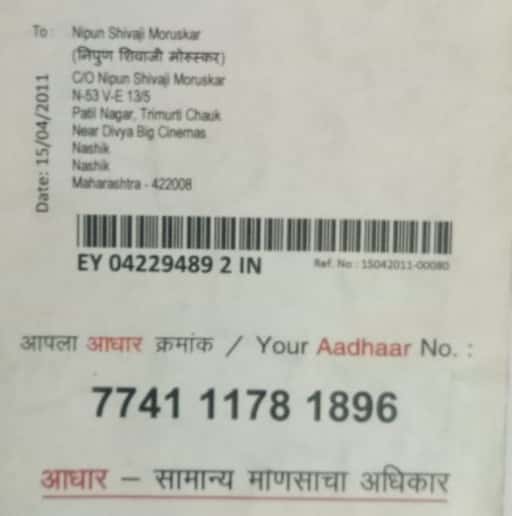 To : Nipun Shivaji Moruskar
(निपुण शिवाजी मोरुस्कर)
C/O Nipun Shivaji Moruskar
N-53 V-E 13/5
Patil Nagar, Trimurti Chauk
Near Divya Big Cinemas
Nashik
Nashik
Maharashtra - 422008
Date: 15/04/2011
EY 04229489 2 IN
Ref. No : 15042011-00080
आपला आधार क्रमांक / Your Aadhaar No. :
7741 1178 1896
आधार – सामान्य माणसाचा अधिकार